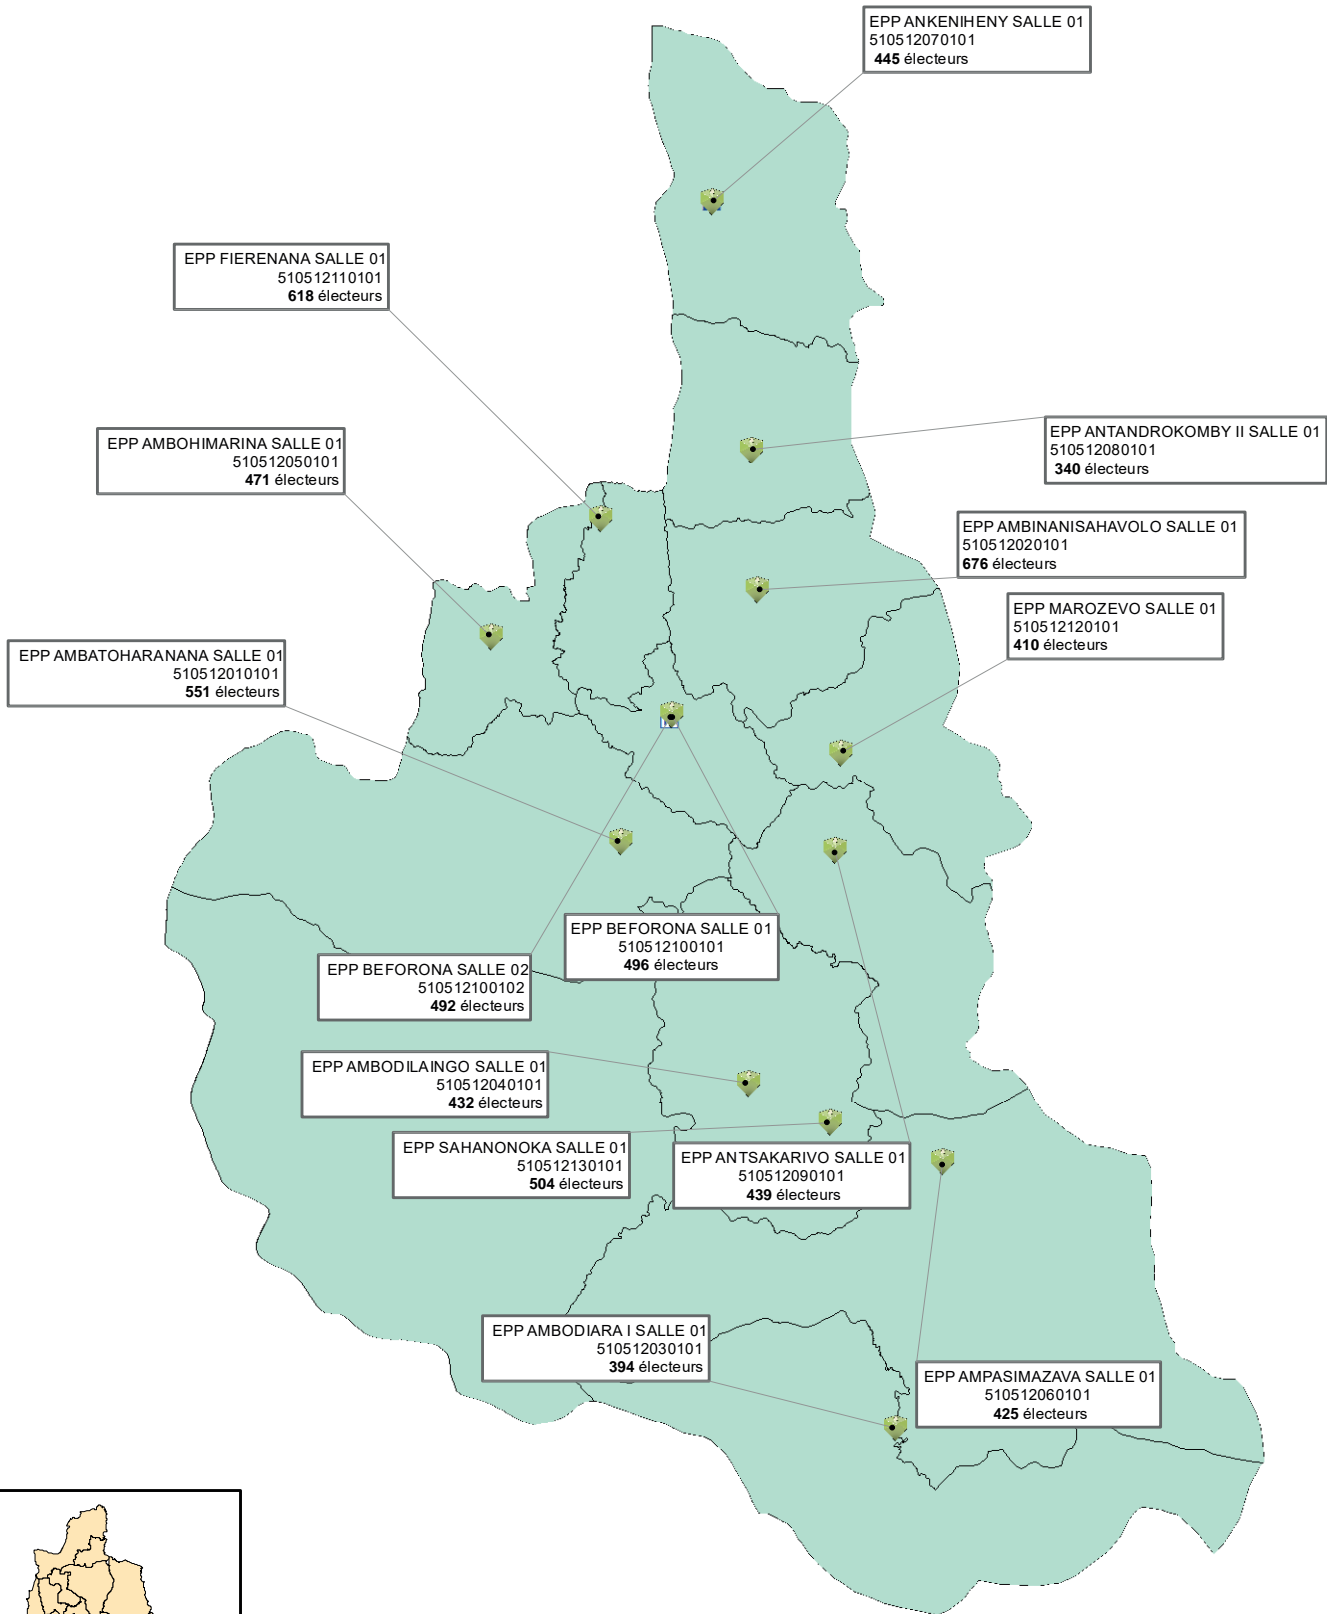 EPP ANKENIHENY SALLE 01
510512070101
445 électeurs
EPP FIERENANA SALLE 01
510512110101
618 électeurs
EPP AMBOHIMARINA SALLE 01
510512050101
471 électeurs
EPP ANTANDROKOMBY II SALLE 01
510512080101
340 électeurs
EPP AMBINANISAHAVOLO SALLE 01
510512020101
676 électeurs
EPP MAROZEVO SALLE 01
510512120101
410 électeurs
EPP AMBATOHARANANA SALLE 01
510512010101
551 électeurs
EPP BEFORONA SALLE 01
510512100101
496 électeurs
EPP BEFORONA SALLE 02
510512100102
492 électeurs
EPP AMBODILAINGO SALLE 01
510512040101
432 électeurs
EPP SAHANONOKA SALLE 01
510512130101
504 électeurs
EPP ANTSAKARIVO SALLE 01
510512090101
439 électeurs
EPP AMBODIARA I SALLE 01
510512030101
394 électeurs
EPP AMPASIMAZAVA SALLE 01
510512060101
425 électeurs